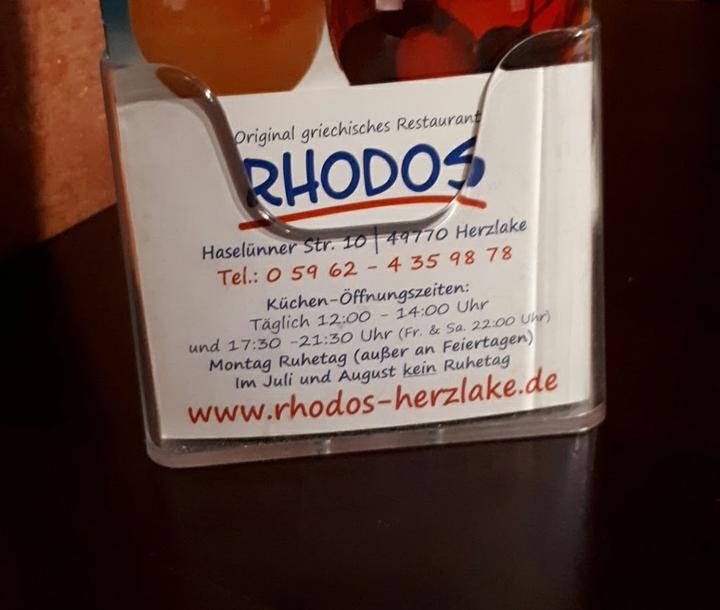 Original griechisches Restaurant
RHODOS
Haselünner Str. 10 | 49770 Herzlake
Tel.: 0 59 62 - 4 35 98 78
Küchen-Öffnungszeiten:
Täglich 12:00 - 14:00 Uhr
und 17:30 -21:30 Uhr (Fr. & Sa. 22:00 Uhr)
Montag Ruhetag (außer an Feiertagen)
Im Juli und August kein Ruhetag
www.rhodos-herzlake.de